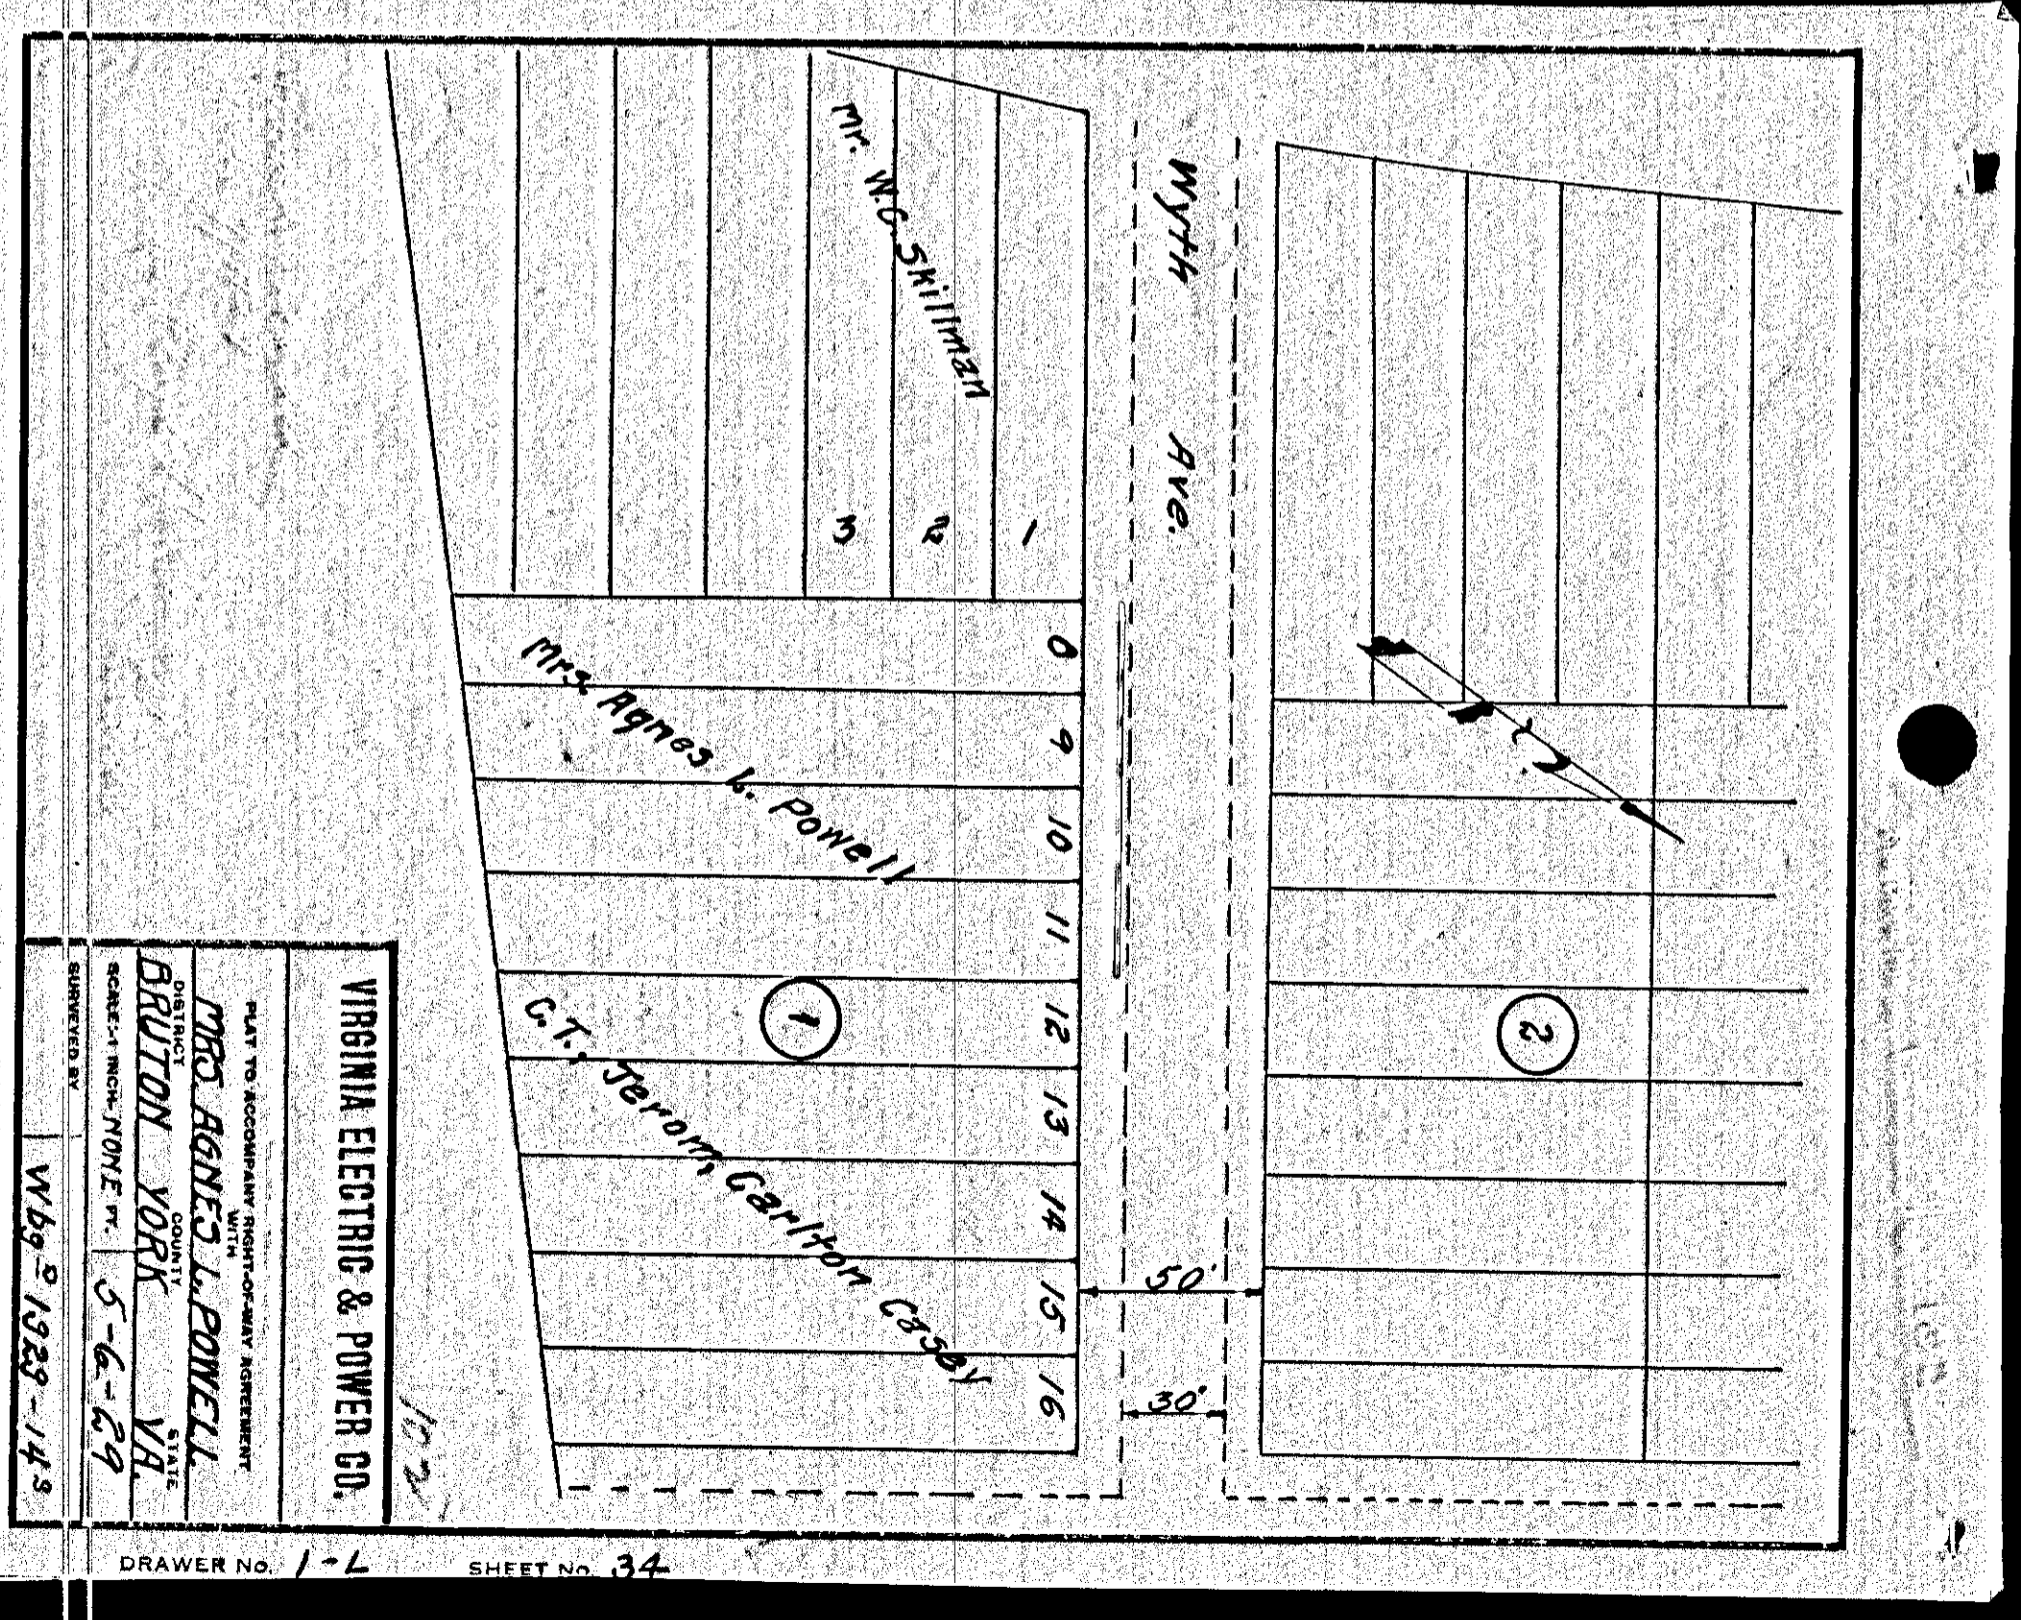 Wyth Ave.
Mr. W.G. Skillman
1
2
3
Mrs Agnes L. Powell
8
9
10
11
12
13
14
15
16
C.T., Jerom, Carlton Casey
1
2
50'
30'
102
VIRGINIA ELECTRIC & POWER CO.
PLAT TO ACCOMPANY RIGHT-OF-WAY AGREEMENT
WITH
MRS. AGNES L. POWELL
DISTRICT COUNTY STATE
BRUTON YORK VA.
SCALE:-1 INCH-NONE FT. 5-6-29
SURVEYED BY
Wbg 1929-14
DRAWER NO. 1-L SHEET NO. 34